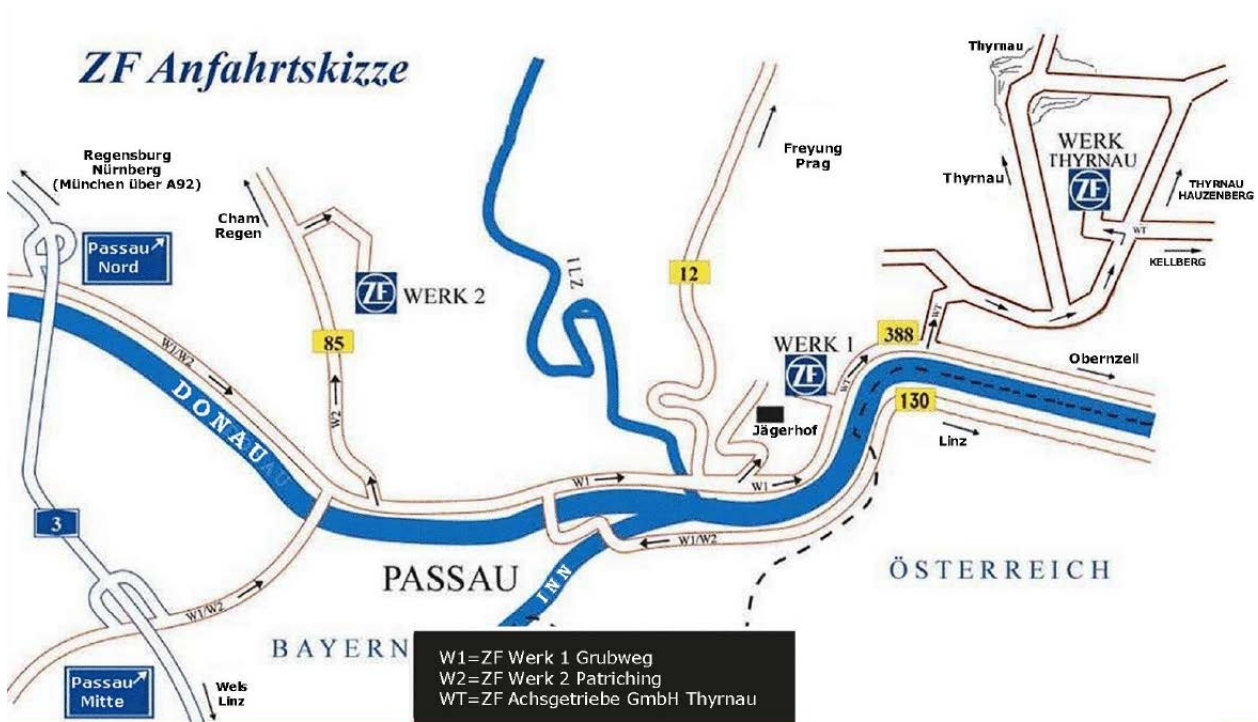 ZF Anfahrtskizze
Regensburg
Nürnberg
(München über A92)
Passau
Nord
Cham
Regen
ZF
WERK 2
85
W1/W2
W2
DONAU
3
W1/W2
Passau
Mitte
Wels
Linz
PASSAU
BAYERN
INN
ILZ
W1
W1
W1/W2
12
Freyung
Prag
WERK 1
ZF
Jägerhof
WT
388
130
Linz
Obernzell
WT
Thyrnau
Thyrnau
WERK
THYRNAU
ZF
THYRNAU
HAUZENBERG
WT
KELLBERG
ÖSTERREICH
W1=ZF Werk 1 Grubweg
W2=ZF Werk 2 Patriching
WT=ZF Achsgetriebe GmbH Thyrnau